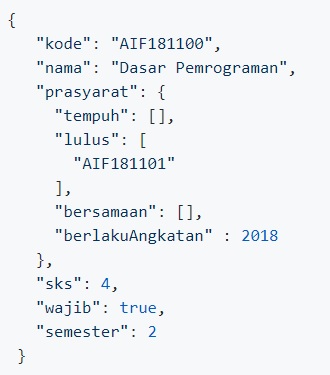 {
"kode": "AIF181100",
"nama": "Dasar Pemrograman",
"prasyarat": {
"tempuh": [],
"lulus": [
"AIF181101"
],
"bersamaan": [],
"berlakuAngkatan" : 2018
},
"sks": 4,
"wajib": true,
"semester": 2
}